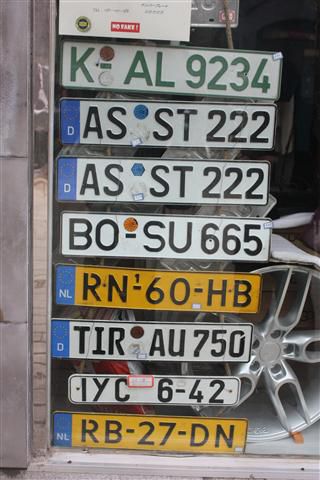 NO FAKE!
K AL 9234
D AS ST 222
D AS ST 222
BO SU 665
NL RN-60-HB
D TIR AU 750
IYC 6-42
NL RB-27-DN